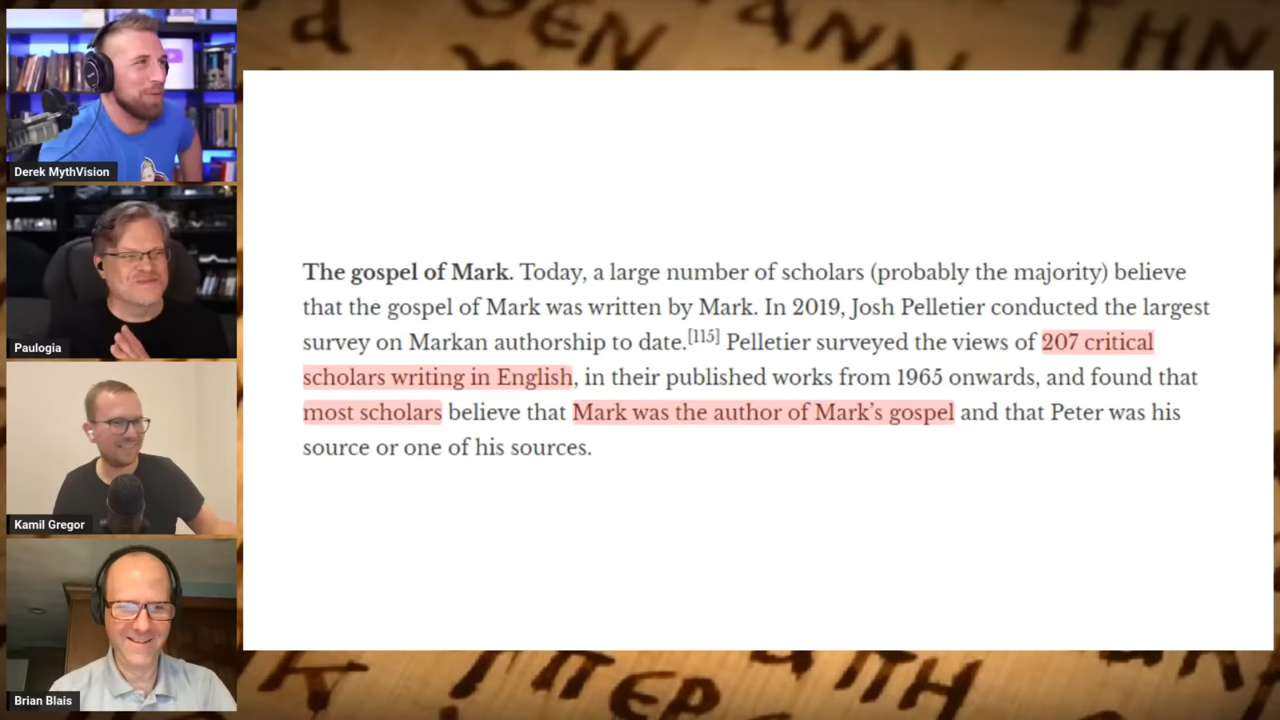 Derek MythVision
Paulogia
Kamil Gregor
Brian Blais
The gospel of Mark. Today, a large number of scholars (probably the majority) believe
that the gospel of Mark was written by Mark. In 2019, Josh Pelletier conducted the largest
survey on Markan authorship to date.[115] Pelletier surveyed the views of 207 critical
scholars writing in English, in their published works from 1965 onwards, and found that
most scholars believe that Mark was the author of Mark’s gospel and that Peter was his
source or one of his sources.